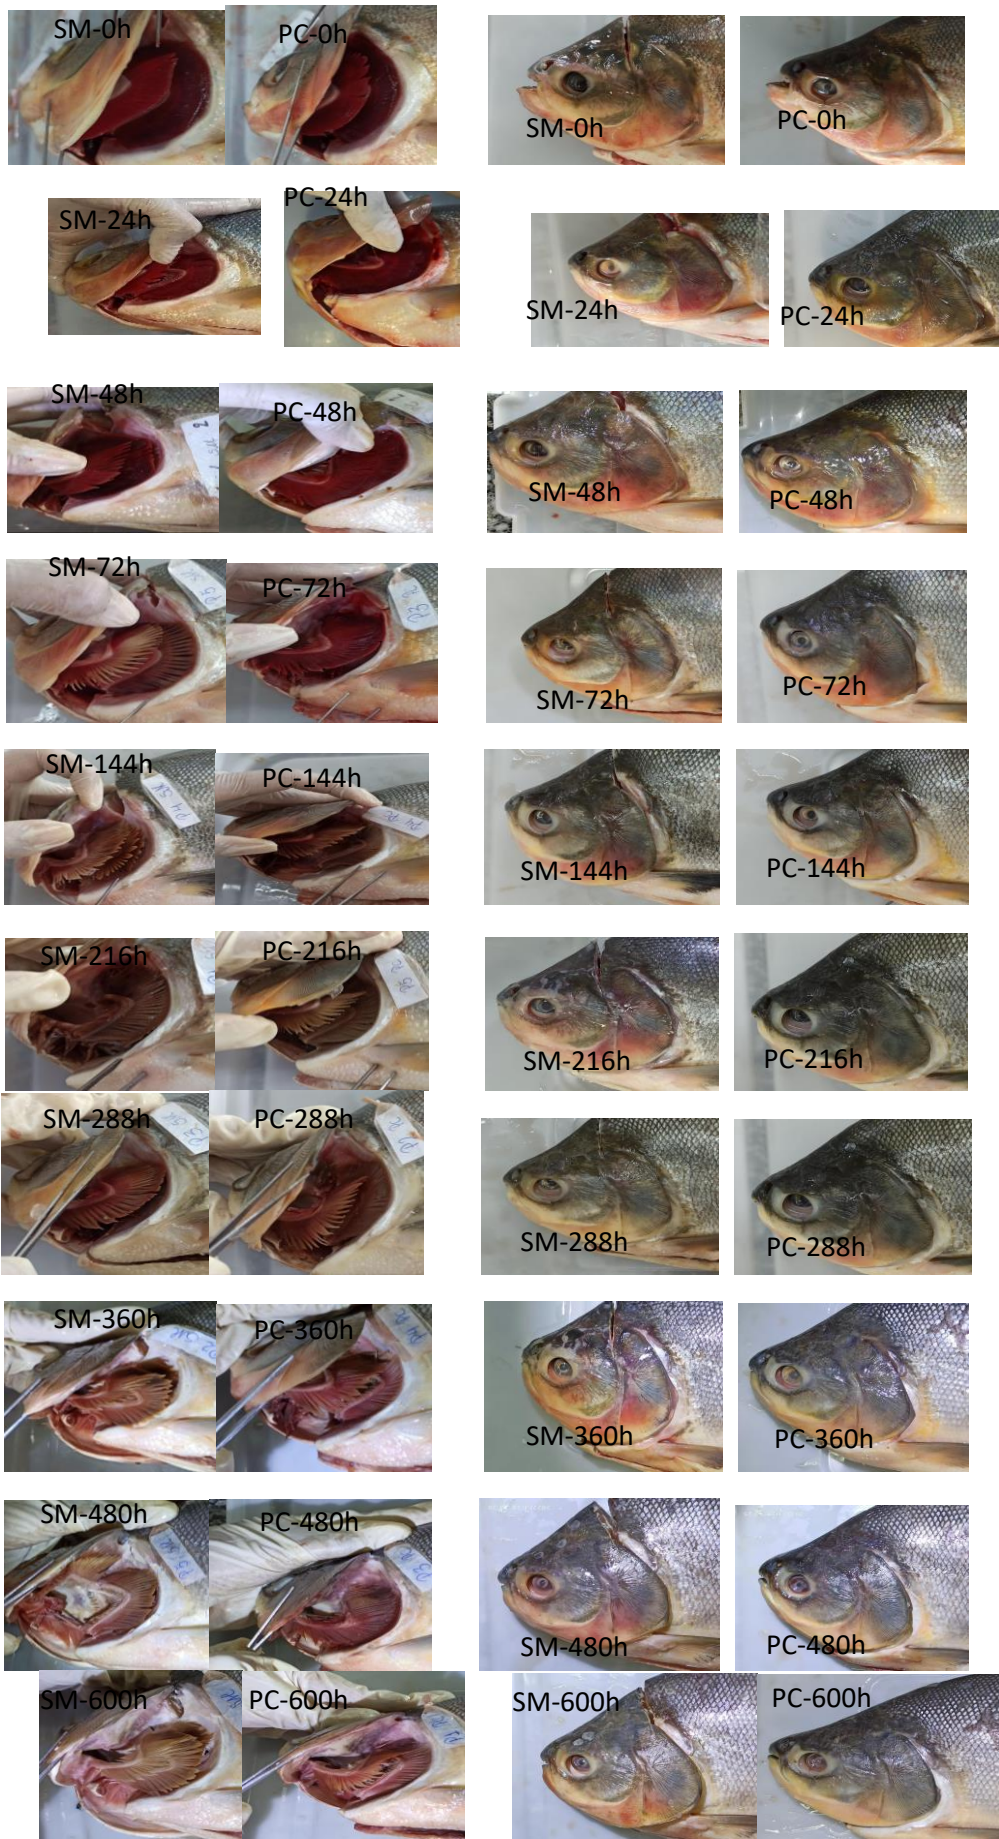 SM-0h PC-0h SM-0h PC-0h
SM-24h PC-24h SM-24h PC-24h
SM-48h PC-48h SM-48h PC-48h
SM-72h PC-72h SM-72h PC-72h
SM-144h PC-144h SM-144h PC-144h
SM-216h PC-216h SM-216h PC-216h
SM-288h PC-288h SM-288h PC-288h
SM-360h PC-360h SM-360h PC-360h
SM-480h PC-480h SM-480h PC-480h
SM-600h PC-600h SM-600h PC-600h